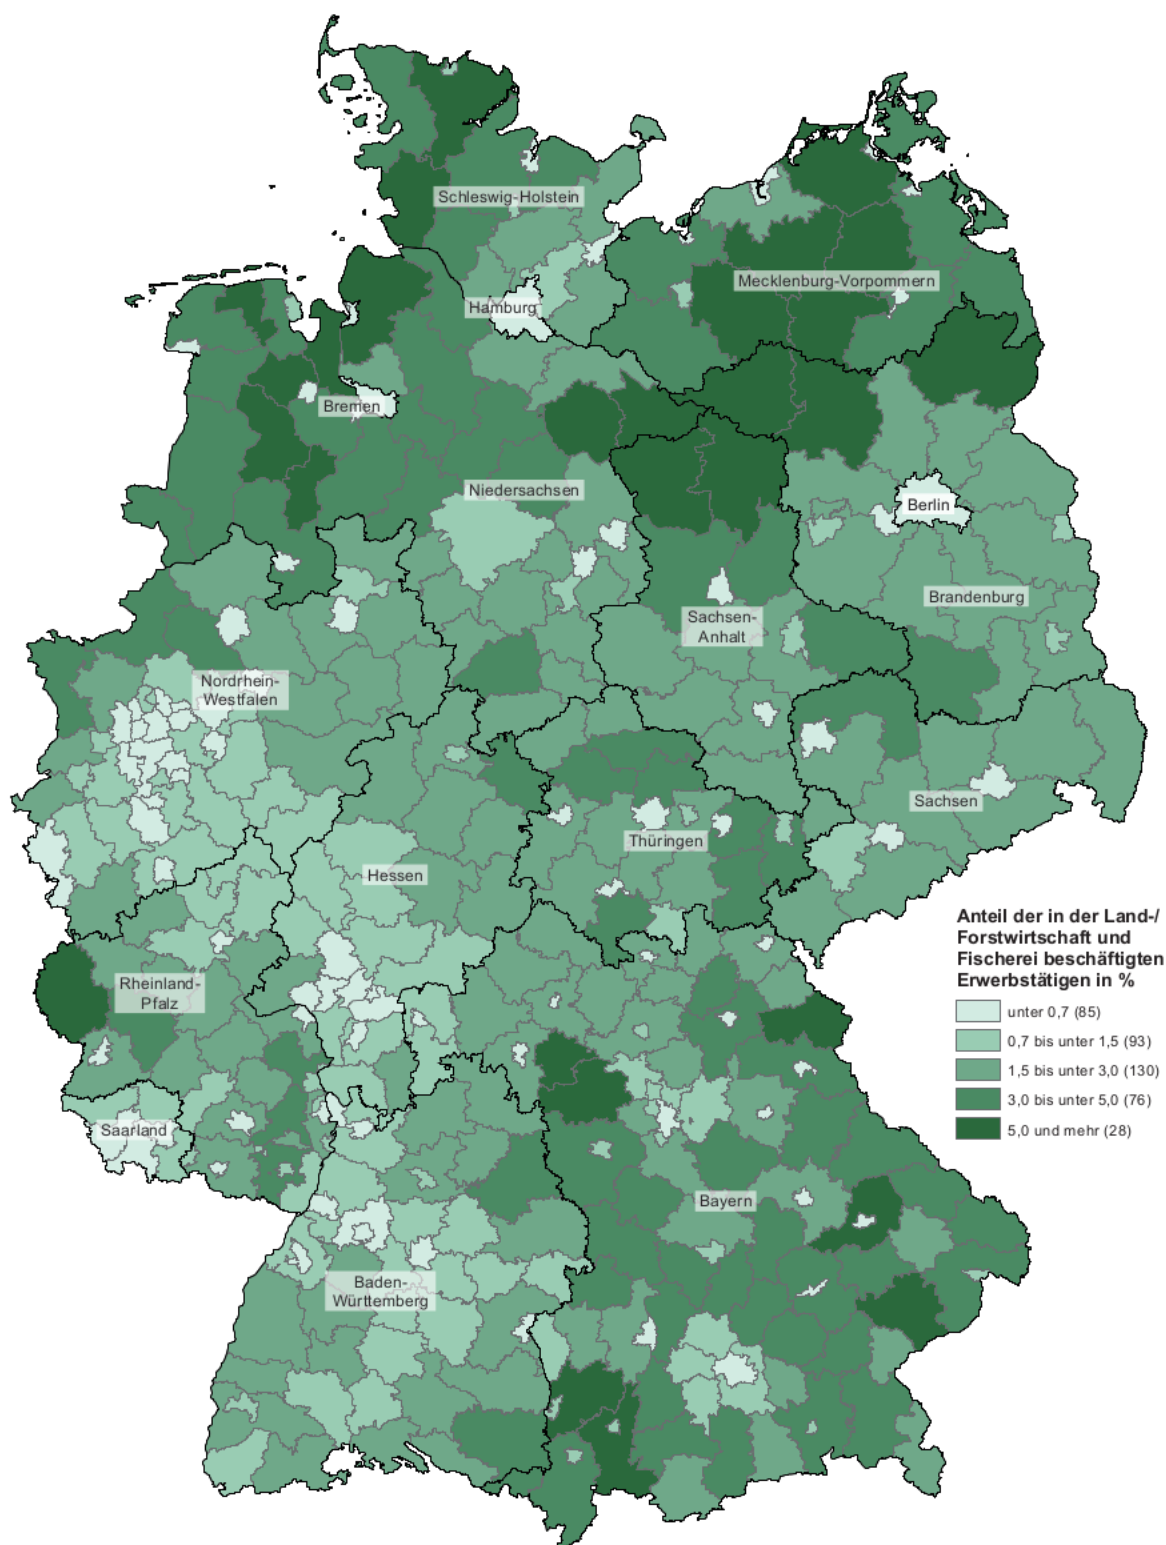 Schleswig-Holstein
Mecklenburg-Vorpommern
Hamburg
Bremen
Niedersachsen
Berlin
Brandenburg
Sachsen-
Anhalt
Nordrhein-
Westfalen
Sachsen
Thüringen
Hessen
Rheinland-
Pfalz
Saarland
Bayern
Baden-
Württemberg
Anteil der in der Land-/
Forstwirtschaft und
Fischerei beschäftigten
Erwerbstätigen in %
unter 0,7 (85)
0,7 bis unter 1,5 (93)
1,5 bis unter 3,0 (130)
3,0 bis unter 5,0 (76)
5,0 und mehr (28)